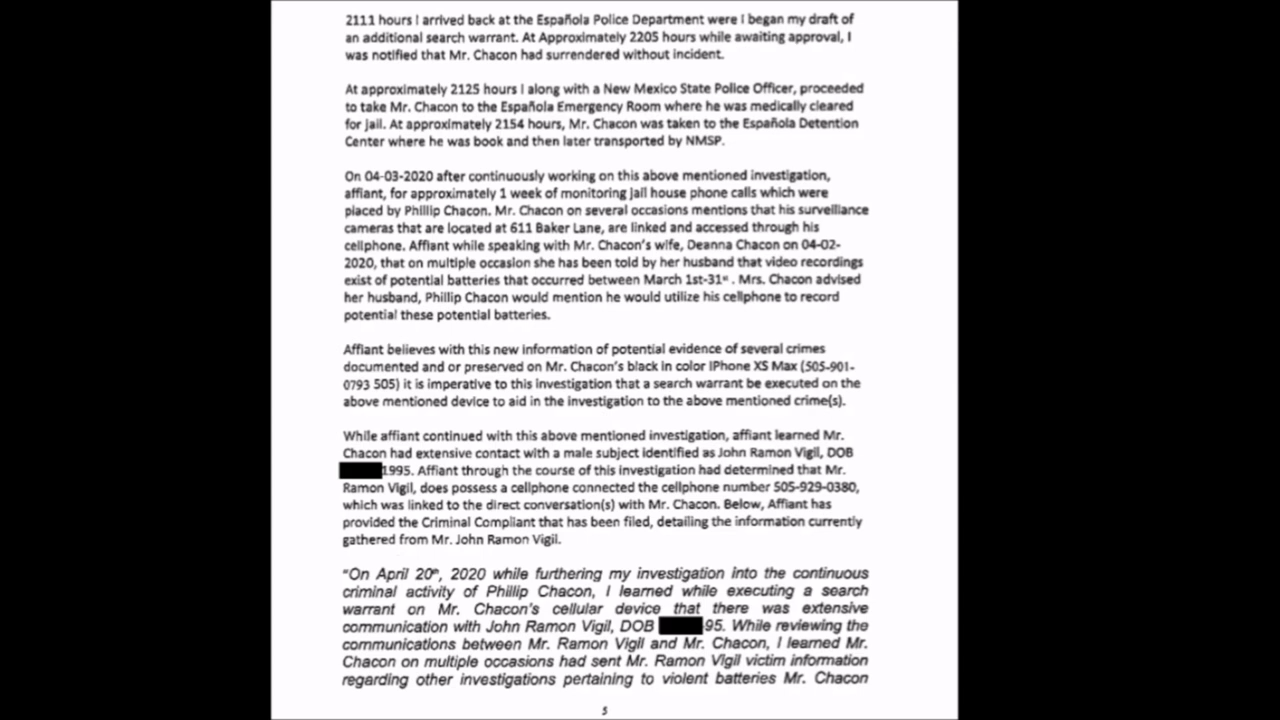 2111 hours I arrived back at the Española Police Department were I began my draft of
an additional search warrant. At Approximately 2205 hours while awaiting approval, I
was notified that Mr. Chacon had surrendered without incident.
At approximately 2125 hours I along with a New Mexico State Police Officer, proceeded
to take Mr. Chacon to the Española Emergency Room where he was medically cleared
for jail. At approximately 2154 hours, Mr. Chacon was taken to the Española Detention
Center where he was book and then later transported by NMSP.
On 04-03-2020 after continuously working on this above mentioned investigation,
affiant, for approximately 1 week of monitoring jail house phone calls which were
placed by Phillip Chacon. Mr. Chacon on several occasions mentions that his surveillance
cameras that are located at 611 Baker Lane, are linked and accessed through his
cellphone. Affiant while speaking with Mr. Chacon's wife, Deanna Chacon on 04-02-
2020, that on multiple occasion she has been told by her husband that video recordings
exist of potential batteries that occurred between March 1st-31st. Mrs. Chacon advised
her husband, Phillip Chacon would mention he would utilize his cellphone to record
potential these potential batteries.
Affiant believes with this new information of potential evidence of several crimes
documented and or preserved on Mr. Chacon's black in color IPhone XS Max (505-901-
0793 505) it is imperative to this investigation that a search warrant be executed on the
above mentioned device to aid in the investigation to the above mentioned crime(s).
While affiant continued with this above mentioned investigation, affiant learned Mr.
Chacon had extensive contact with a male subject identified as John Ramon Vigil, DOB
1995. Affiant through the course of this investigation had determined that Mr.
Ramon Vigil, does possess a cellphone connected the cellphone number 505-929-0380,
which was linked to the direct conversation(s) with Mr. Chacon. Below, Affiant has
provided the Criminal Compliant that has been filed, detailing the information currently
gathered from Mr. John Ramon Vigil.
"On April 20th, 2020 while furthering my investigation into the continuous
criminal activity of Phillip Chacon, I learned while executing a search
warrant on Mr. Chacon's cellular device that there was extensive
communication with John Ramon Vigil, DOB 95. While reviewing the
communications between Mr. Ramon Vigil and Mr. Chacon, I learned Mr.
Chacon on multiple occasions had sent Mr. Ramon Vigil victim information
regarding other investigations pertaining to violent batteries Mr. Chacon
5